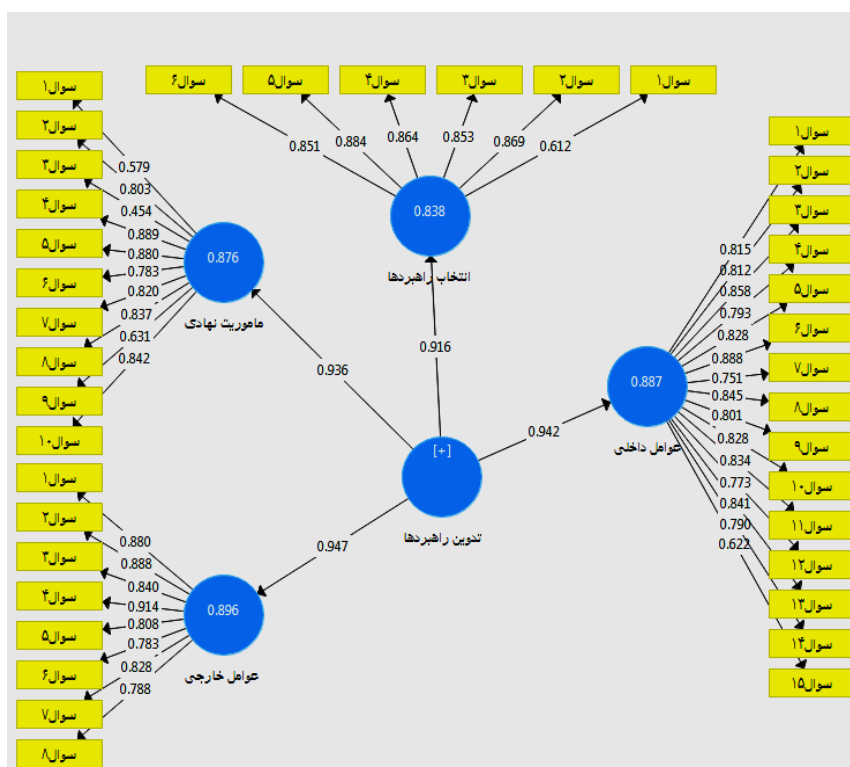 سوال۶
سوال۵
سوال۴
سوال۳
سوال۲
سوال۱
0.851
0.884
0.864
0.853
0.869
0.612
0.838
انتخاب راهبردها
سوال۱
سوال۲
سوال۳
سوال۴
سوال۵
سوال۶
سوال۷
سوال۸
سوال۹
سوال۱۰
0.579
0.803
0.454
0.889
0.880
0.783
0.820
0.837
0.631
0.842
0.876
ماموریت نهادی
سوال۱
سوال۲
سوال۳
سوال۴
سوال۵
سوال۶
سوال۷
سوال۸
سوال۹
سوال۱۰
سوال۱۱
سوال۱۲
سوال۱۳
سوال۱۴
سوال۱۵
0.815
0.812
0.858
0.793
0.828
0.888
0.751
0.845
0.801
0.828
0.834
0.773
0.841
0.790
0.622
0.887
عوامل داخلی
0.936
0.916
0.942
0.947
[+]
تدوین راهبردها
سوال۱
سوال۲
سوال۳
سوال۴
سوال۵
سوال۶
سوال۷
سوال۸
0.880
0.888
0.840
0.914
0.808
0.783
0.828
0.788
0.896
عوامل خارجی